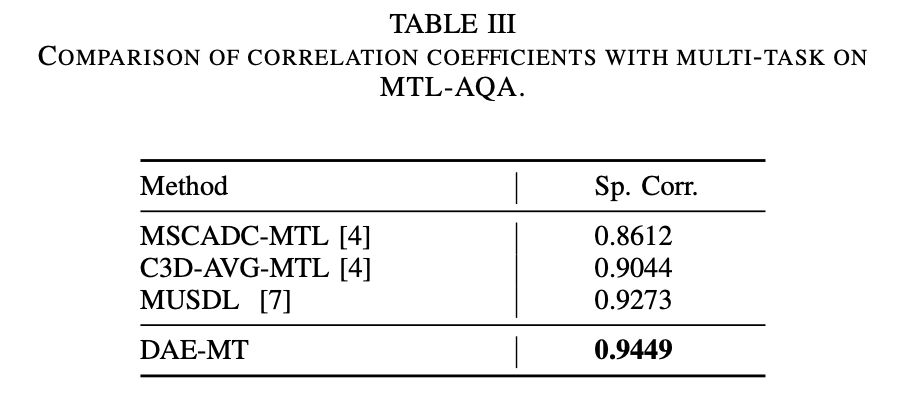 TABLE III
COMPARISON OF CORRELATION COEFFICIENTS WITH MULTI-TASK ON
MTL-AQA.
Method | Sp. Corr.
MSCADC-MTL [4] 0.8612
C3D-AVG-MTL [4] 0.9044
MUSDL [7] 0.9273
DAE-MT | 0.9449